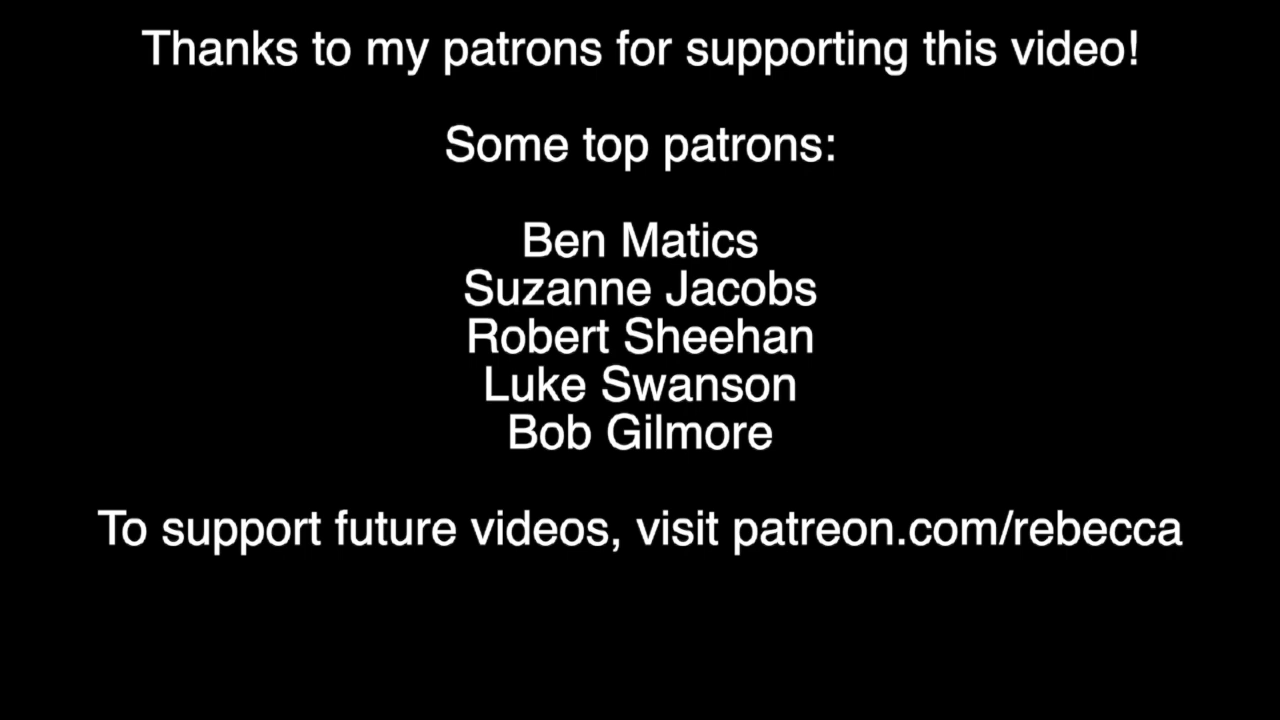 Thanks to my patrons for supporting this video!
Some top patrons:
Ben Matics
Suzanne Jacobs
Robert Sheehan
Luke Swanson
Bob Gilmore
To support future videos, visit patreon.com/rebecca